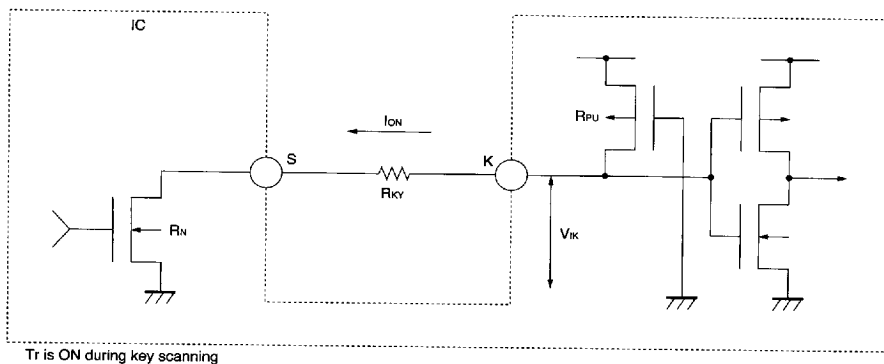 IC
ION
RPU
S
K
RKY
RN
VIK
Tr is ON during key scanning